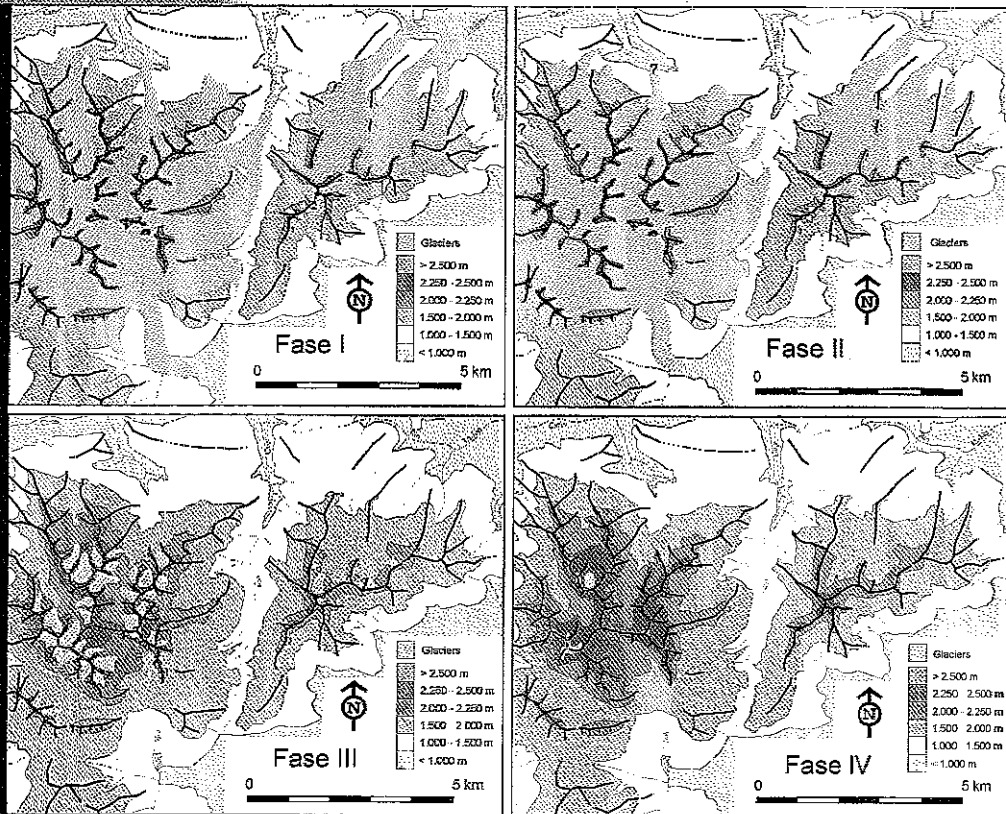 Glaciers
> 2.500 m
2.250 - 2.500 m
2.000 - 2.250 m
1.500 - 2.000 m
1.000 - 1.500 m
< 1.000 m
N
Fase I
0 5 km
?
?
Glaciers
> 2.500 m
2.250 - 2.500 m
2.000 - 2.250 m
1.500 - 2.000 m
1.000 - 1.500 m
< 1.000 m
N
Fase II
0 5 km
Glaciers
> 2.500 m
2.250 - 2.500 m
2.000 - 2.250 m
1.500 2.000 m
1.000 - 1.500 m
< 1.000 m
N
Fase III
0 5 km
Glaciers
> 2.500 m
2.250 2.500 m
2.000 - 2.250 m
1.500 2.000 m
1.000 1.500 m
< 1.000 m
N
Fase IV
0 5 km